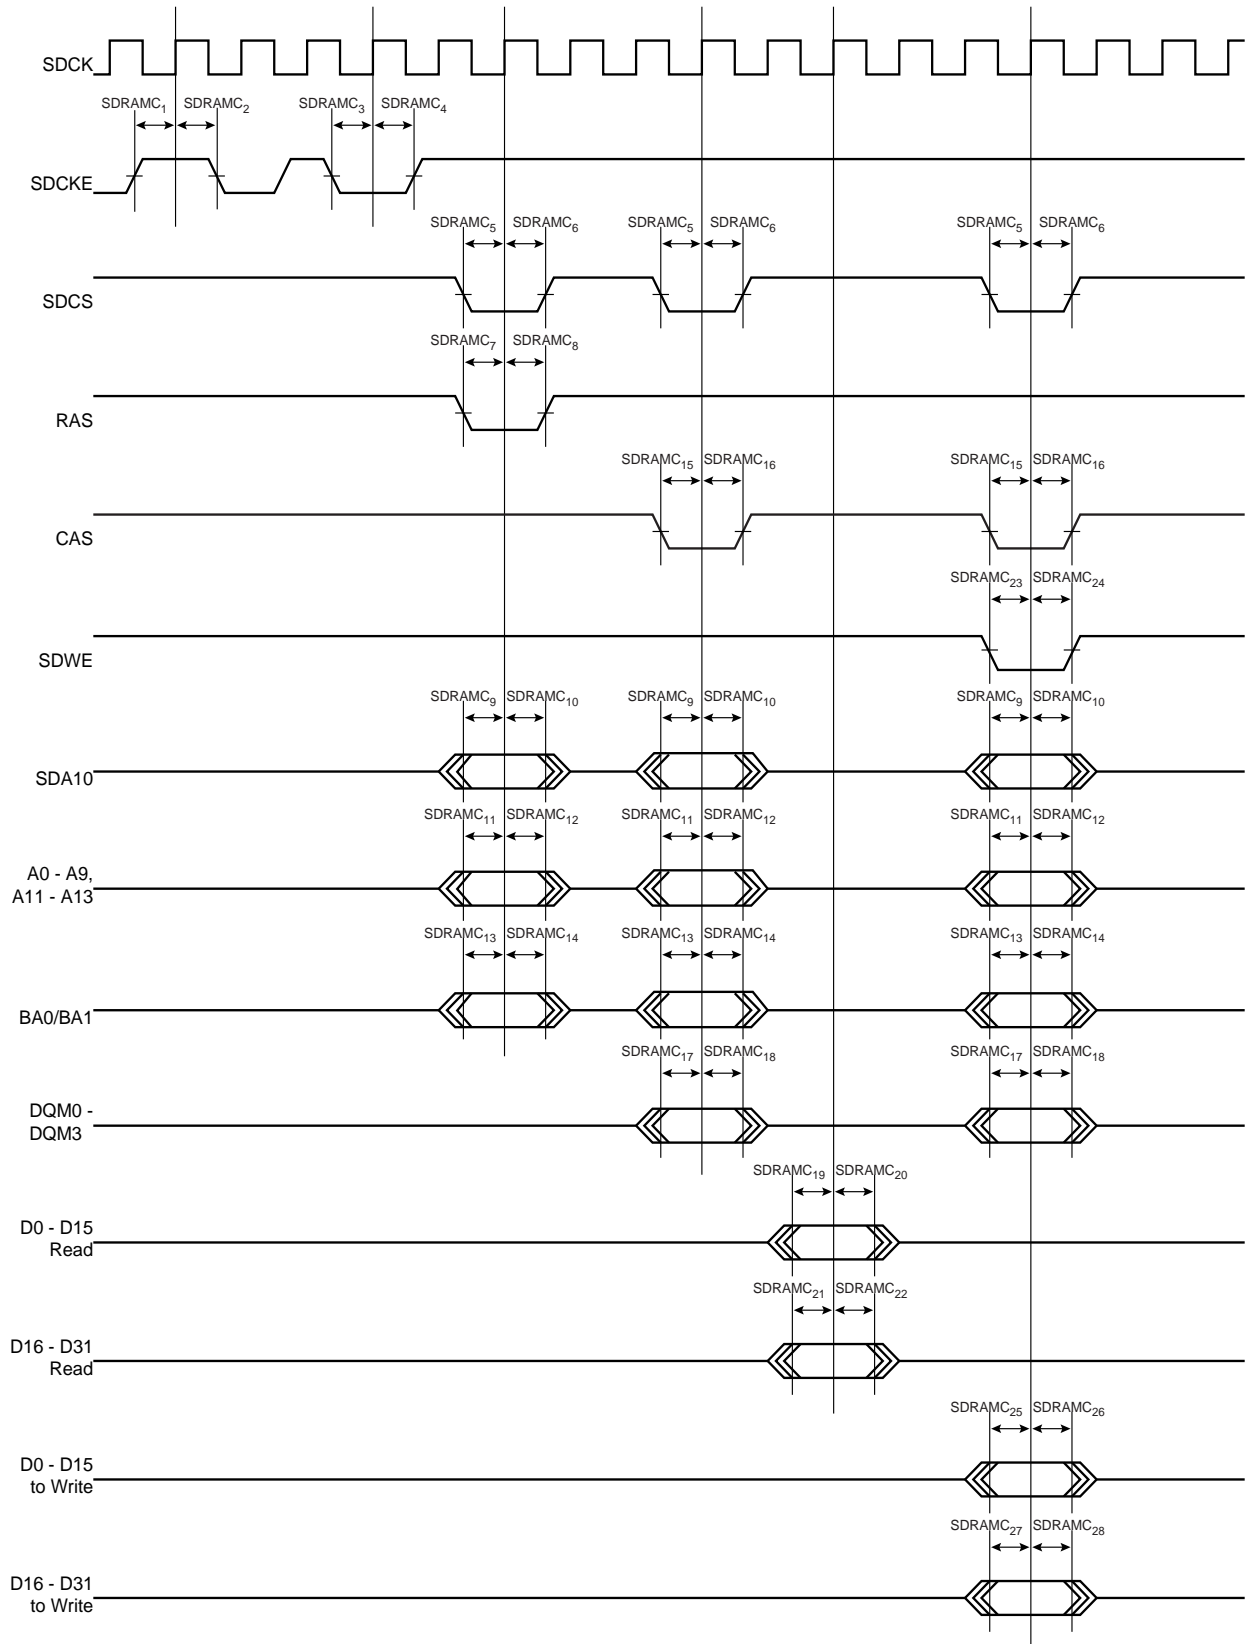 SDCK
SDRAMC1 SDRAMC2 SDRAMC3 SDRAMC4
SDCKE
SDRAMC5 SDRAMC6 SDRAMC5 SDRAMC6 SDRAMC5 SDRAMC6
SDCS
SDRAMC7 SDRAMC8
RAS
SDRAMC15 SDRAMC16 SDRAMC15 SDRAMC16
CAS
SDRAMC23 SDRAMC24
SDWE
SDRAMC9 SDRAMC10 SDRAMC9 SDRAMC10 SDRAMC9 SDRAMC10
SDA10
SDRAMC11 SDRAMC12 SDRAMC11 SDRAMC12 SDRAMC11 SDRAMC12
A0 - A9,
A11 - A13
SDRAMC13 SDRAMC14 SDRAMC13 SDRAMC14 SDRAMC13 SDRAMC14
BA0/BA1
SDRAMC17 SDRAMC18 SDRAMC17 SDRAMC18
DQM0 -
DQM3
SDRAMC19 SDRAMC20
D0 - D15
Read
SDRAMC21 SDRAMC22
D16 - D31
Read
SDRAMC25 SDRAMC26
D0 - D15
to Write
SDRAMC27 SDRAMC28
D16 - D31
to Write